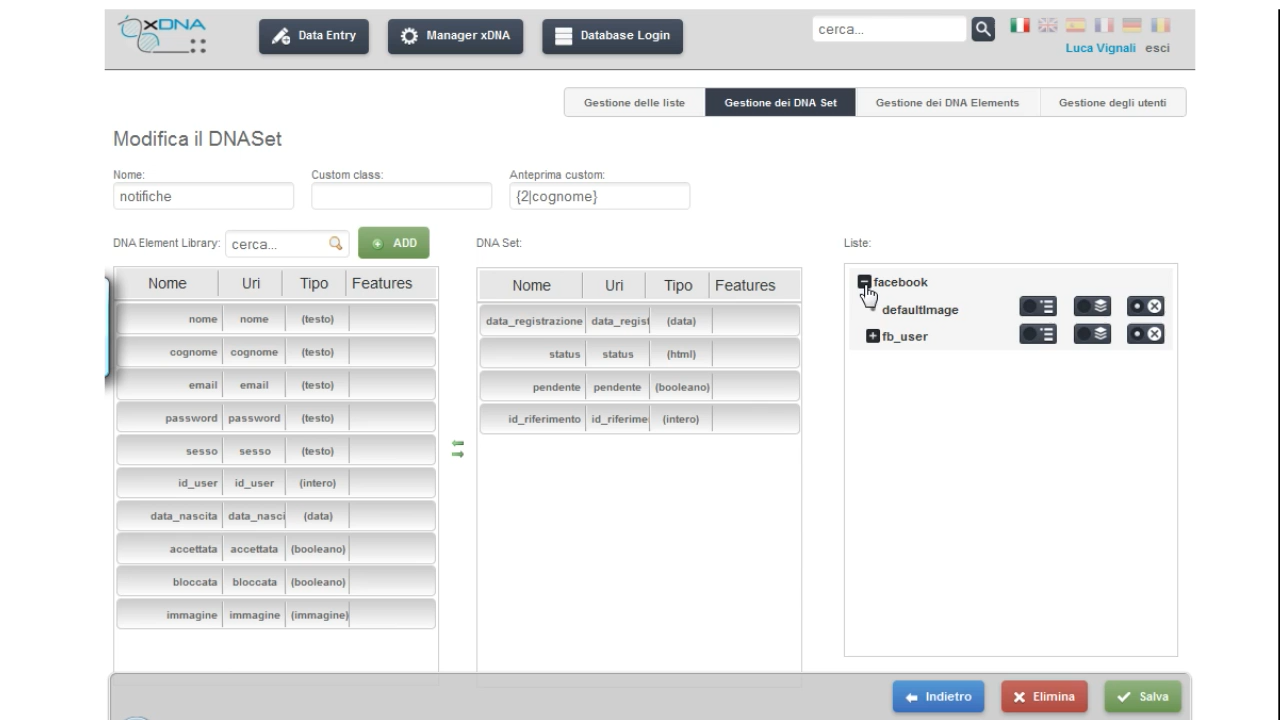 xDNA
Data Entry
Manager xDNA
Database Login
cerca...
Luca Vignali esci
Gestione delle liste
Gestione dei DNA Set
Gestione dei DNA Elements
Gestione degli utenti
Modifica il DNASet
Nome:
Custom class:
Anteprima custom:
notifiche
{2|cognome}
DNA Element Library:
cerca...
ADD
DNA Set:
Liste:
Nome Uri Tipo Features
nome nome (testo)
cognome cognome (testo)
email email (testo)
password password (testo)
sesso sesso (testo)
id_user id_user (intero)
data_nascita data_nasci (data)
accettata accettata (booleano)
bloccata bloccata (booleano)
immagine immagine (immagine)
Nome Uri Tipo Features
data_registrazione data_regist (data)
status status (html)
pendente pendente (booleano)
id_riferimento id_riferime (intero)
facebook
defaultImage
fb_user
Indietro
Elimina
Salva